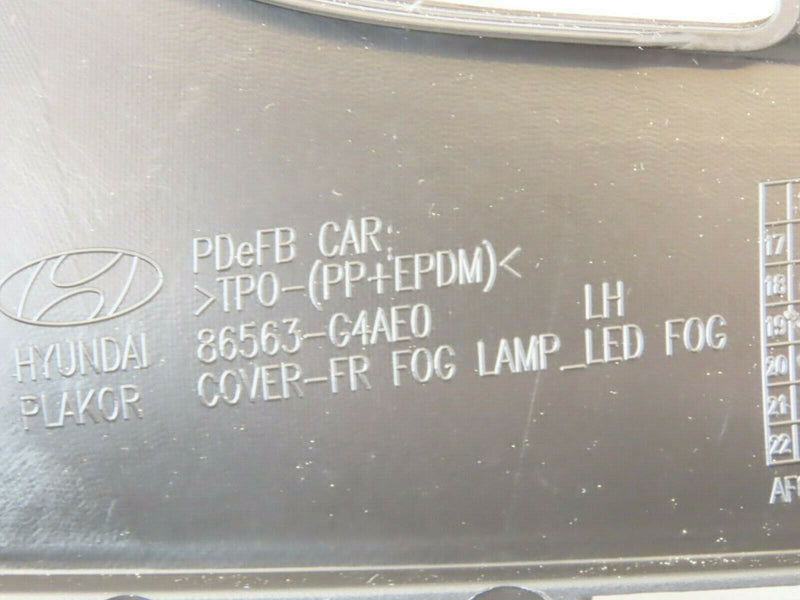 PDeFB CAR:
>TPO-(PP+EPDM)<
86563-G4AE0 LH
COVER-FR FOG LAMP_LED FOG
HYUNDAI
PLAKOR
17
18
19
20
21
22